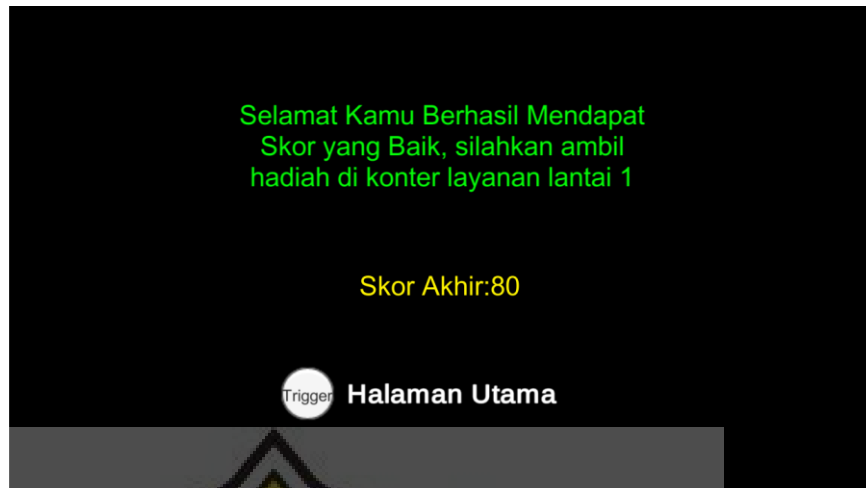 Selamat Kamu Berhasil Mendapat
Skor yang Baik, silahkan ambil
hadiah di konter layanan lantai 1
Skor Akhir:80
Trigger Halaman Utama